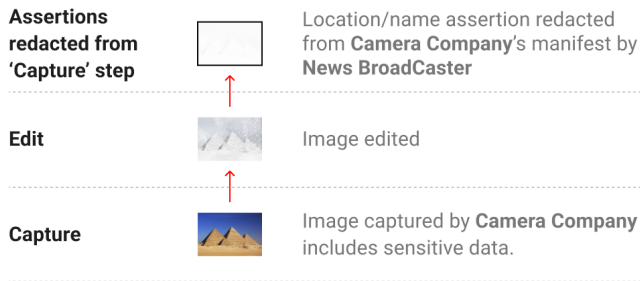 Assertions
redacted from
‘Capture’ step
Location/name assertion redacted
from Camera Company’s manifest by
News BroadCaster
Edit
Image edited
Capture
Image captured by Camera Company
includes sensitive data.